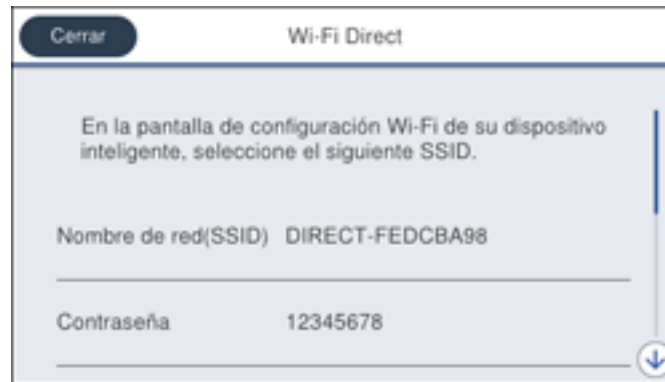 Cerrar
Wi-Fi Direct
En la pantalla de configuración Wi-Fi de su dispositivo
inteligente, seleccione el siguiente SSID.
Nombre de red(SSID) DIRECT-FEDCBA98
Contraseña 12345678